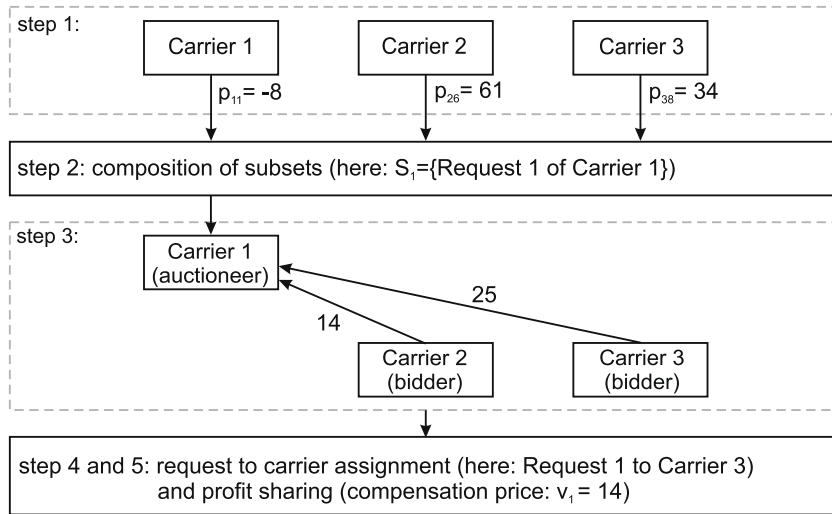 step 1:
Carrier 1
Carrier 2
Carrier 3
p₁₁= -8
p₂₆= 61
p₃₈= 34
step 2: composition of subsets (here: S₁={Request 1 of Carrier 1})
step 3:
Carrier 1
(auctioneer)
25
14
Carrier 2
(bidder)
Carrier 3
(bidder)
step 4 and 5: request to carrier assignment (here: Request 1 to Carrier 3)
and profit sharing (compensation price: v₁ = 14)